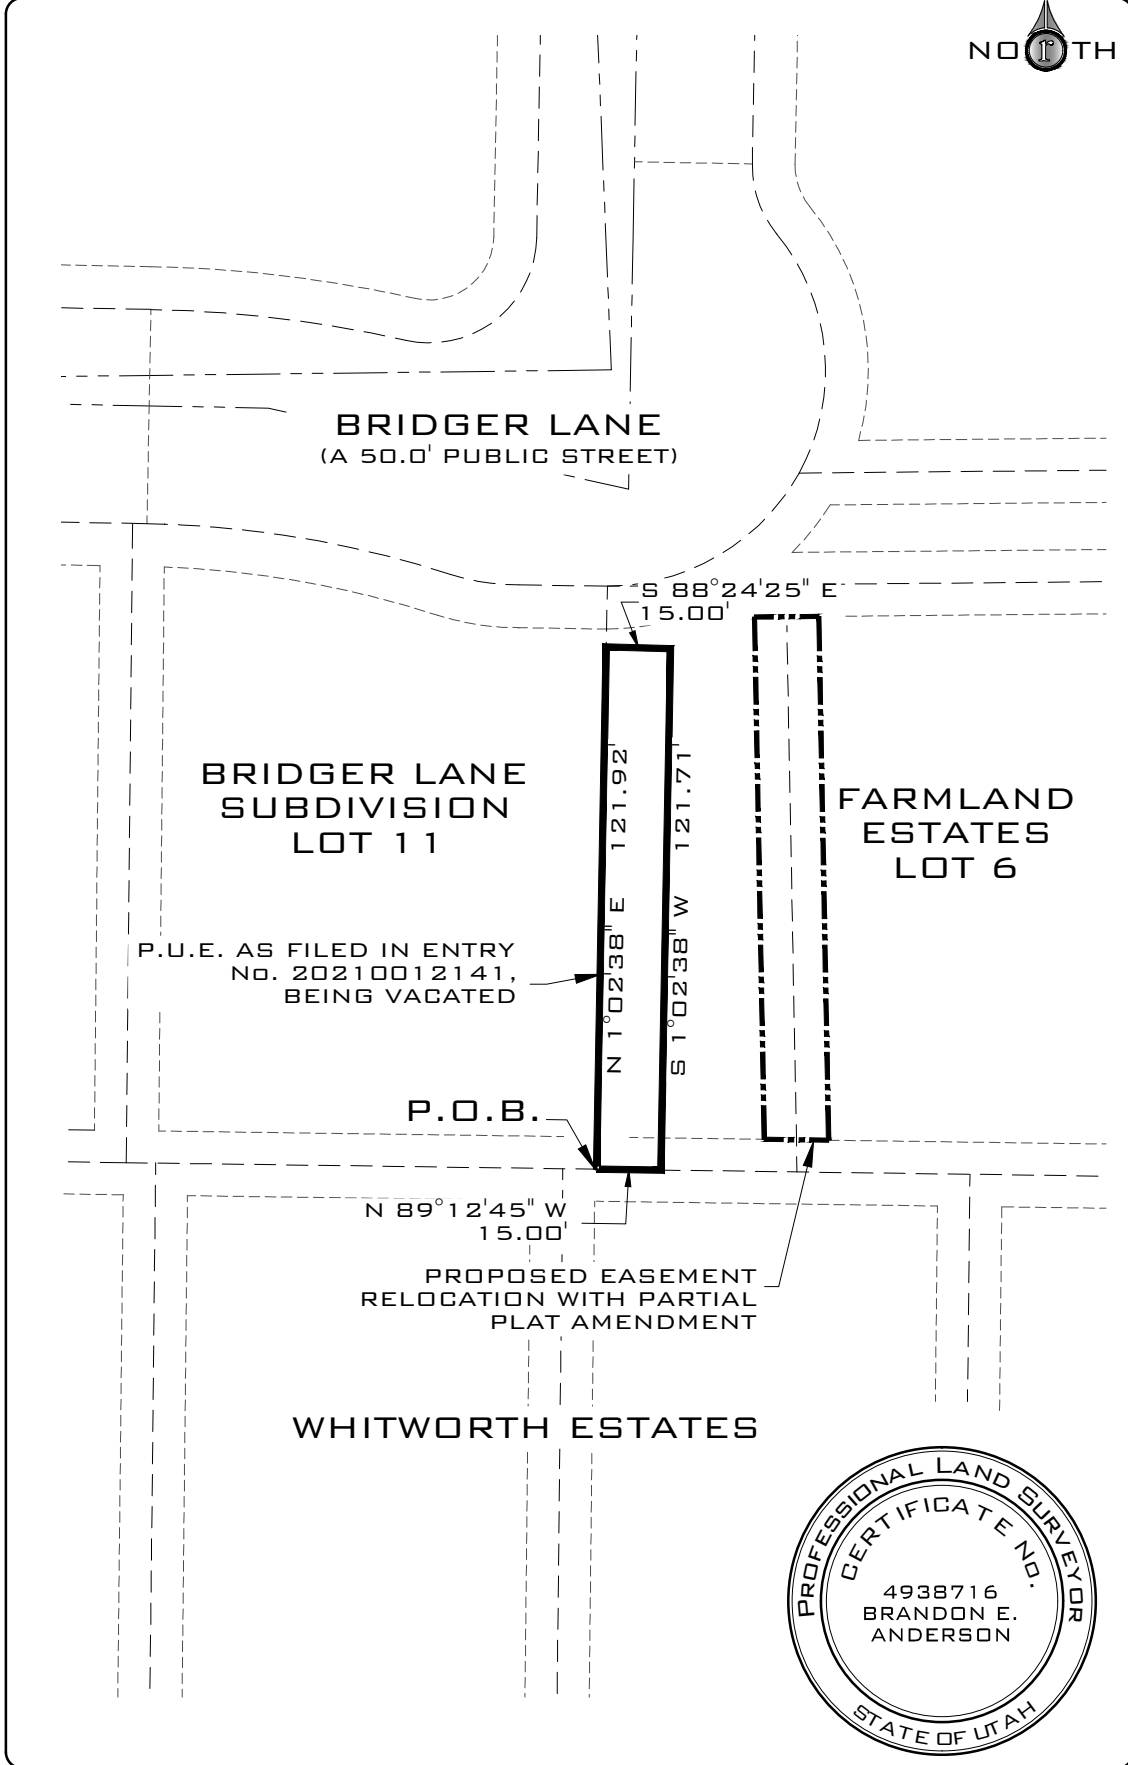 NORTH
BRIDGER LANE
(A 50.0' PUBLIC STREET)
S 88°24'25" E
15.00'
BRIDGER LANE
SUBDIVISION
LOT 11
N 1°02'38" E 121.92'
S 1°02'38" W 121.71'
FARMLAND
ESTATES
LOT 6
P.U.E. AS FILED IN ENTRY
No. 20210012141,
BEING VACATED
P.O.B.
N 89°12'45" W
15.00'
PROPOSED EASEMENT
RELOCATION WITH PARTIAL
PLAT AMENDMENT
WHITWORTH ESTATES
PROFESSIONAL LAND SURVEYOR
CERTIFICATE No.
4938716
BRANDON E.
ANDERSON
STATE OF UTAH